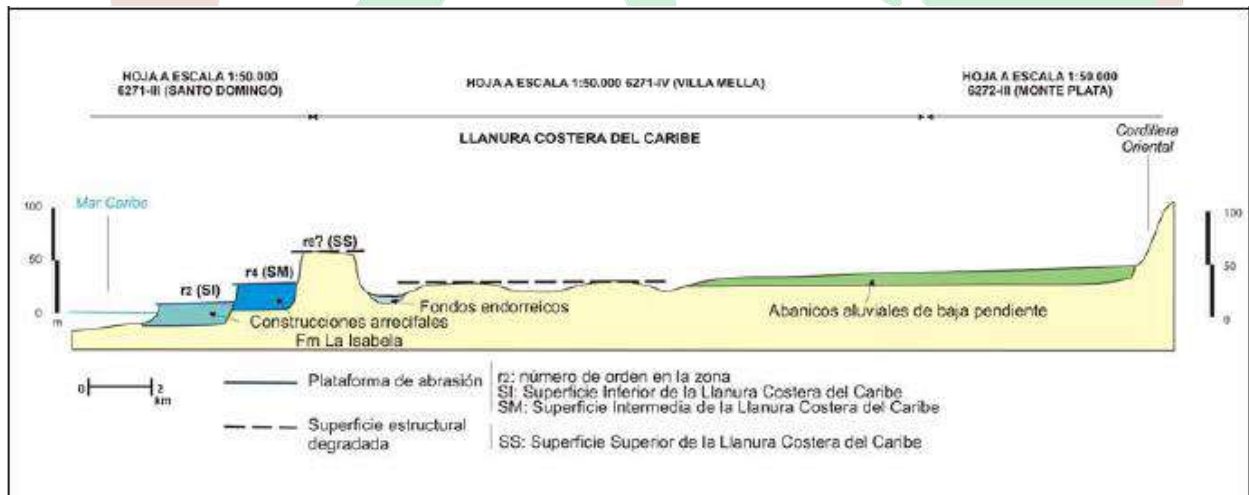 HOJA A ESCALA 1:50.000
6271-III (SANTO DOMINGO)
HOJA A ESCALA 1:50.000 6271-IV (VILLA MELLA)
HOJA A ESCALA 1:50.000
6272-III (MONTE PLATA)
LLANURA COSTERA DEL CARIBE
Cordillera
Oriental
Mar Caribe
100
50
0
m
r2 (SI)
r4 (SM)
r6? (SS)
100
50
0
Fondos endorreicos
Abanicos aluviales de baja pendiente
Construcciones arrecifales
Fm La Isabela
0 2
km
Plataforma de abrasión
r2: número de orden en la zona
SI: Superficie Inferior de la Llanura Costera del Caribe
SM: Superficie Intermedia de la Llanura Costera del Caribe
Superficie estructural
degradada
SS: Superficie Superior de la Llanura Costera del Caribe